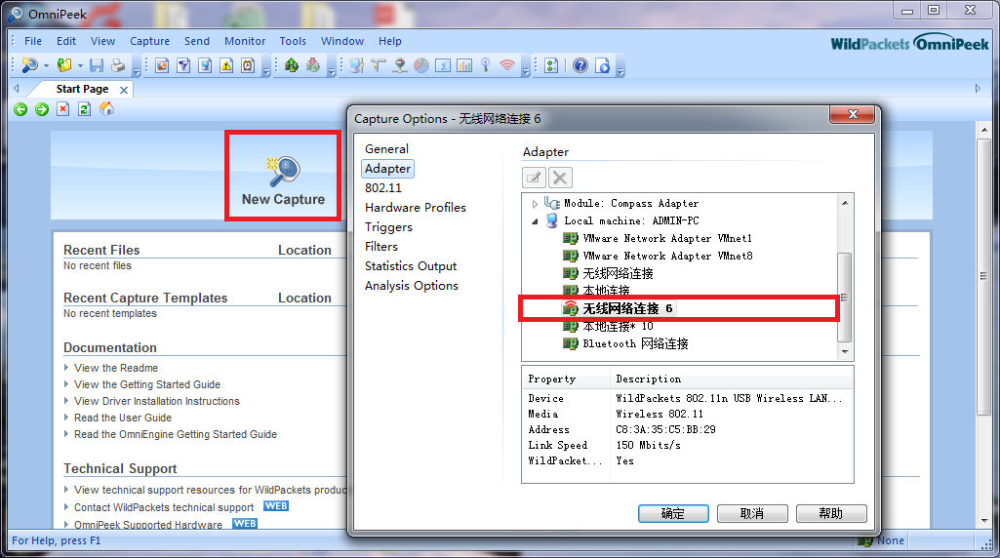 OmniPeek
File Edit View Capture Send Monitor Tools Window Help
WildPackets OmniPeek
Start Page
New Capture
Recent Files Location
No recent files
Recent Capture Templates Location
No recent templates
Documentation
View the Readme
View the Getting Started Guide
View Driver Installation Instructions
Read the User Guide
Read the OmniEngine Getting Started Guide
Technical Support
View technical support resources for WildPackets produc
Contact WildPackets technical support WEB
OmniPeek Supported Hardware WEB
Capture Options - 无线网络连接 6
General
Adapter
802.11
Hardware Profiles
Triggers
Filters
Statistics Output
Analysis Options
Adapter
Module: Compass Adapter
Local machine: ADMIN-PC
VMware Network Adapter VMnet1
VMware Network Adapter VMnet8
无线网络连接
本地连接
无线网络连接 6
本地连接* 10
Bluetooth 网络连接
Property Description
Device WildPackets 802.11n USB Wireless LAN...
Media Wireless 802.11
Address C8:3A:35:C5:BB:29
Link Speed 150 Mbits/s
WildPacket... Yes
确定 取消 帮助
For Help, press F1 None